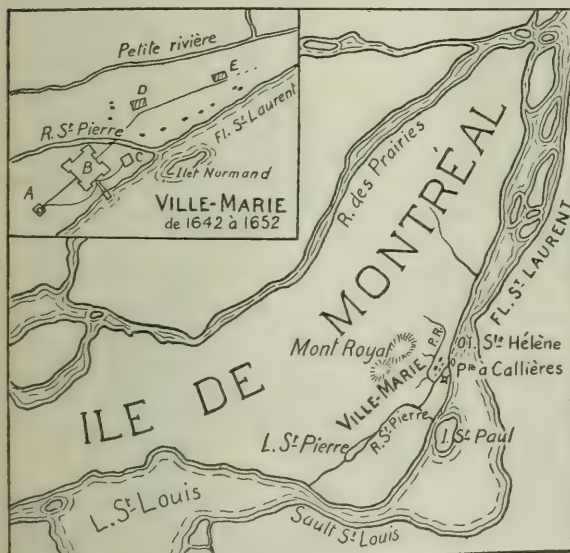 Petite rivière
D
E
R. St Pierre
Fl. St Laurent
B
C
A
Ilet Normand
VILLE-MARIE
de 1642 à 1652
R. des Prairies
ILE DE MONTRÉAL
FL. ST LAURENT
Mont Royal
VILLE-MARIE
S.P.R.
I. Ste Hélène
Pte à Callières
L. St Pierre
R. St Pierre
I. St Paul
L. St Louis
Sault St Louis